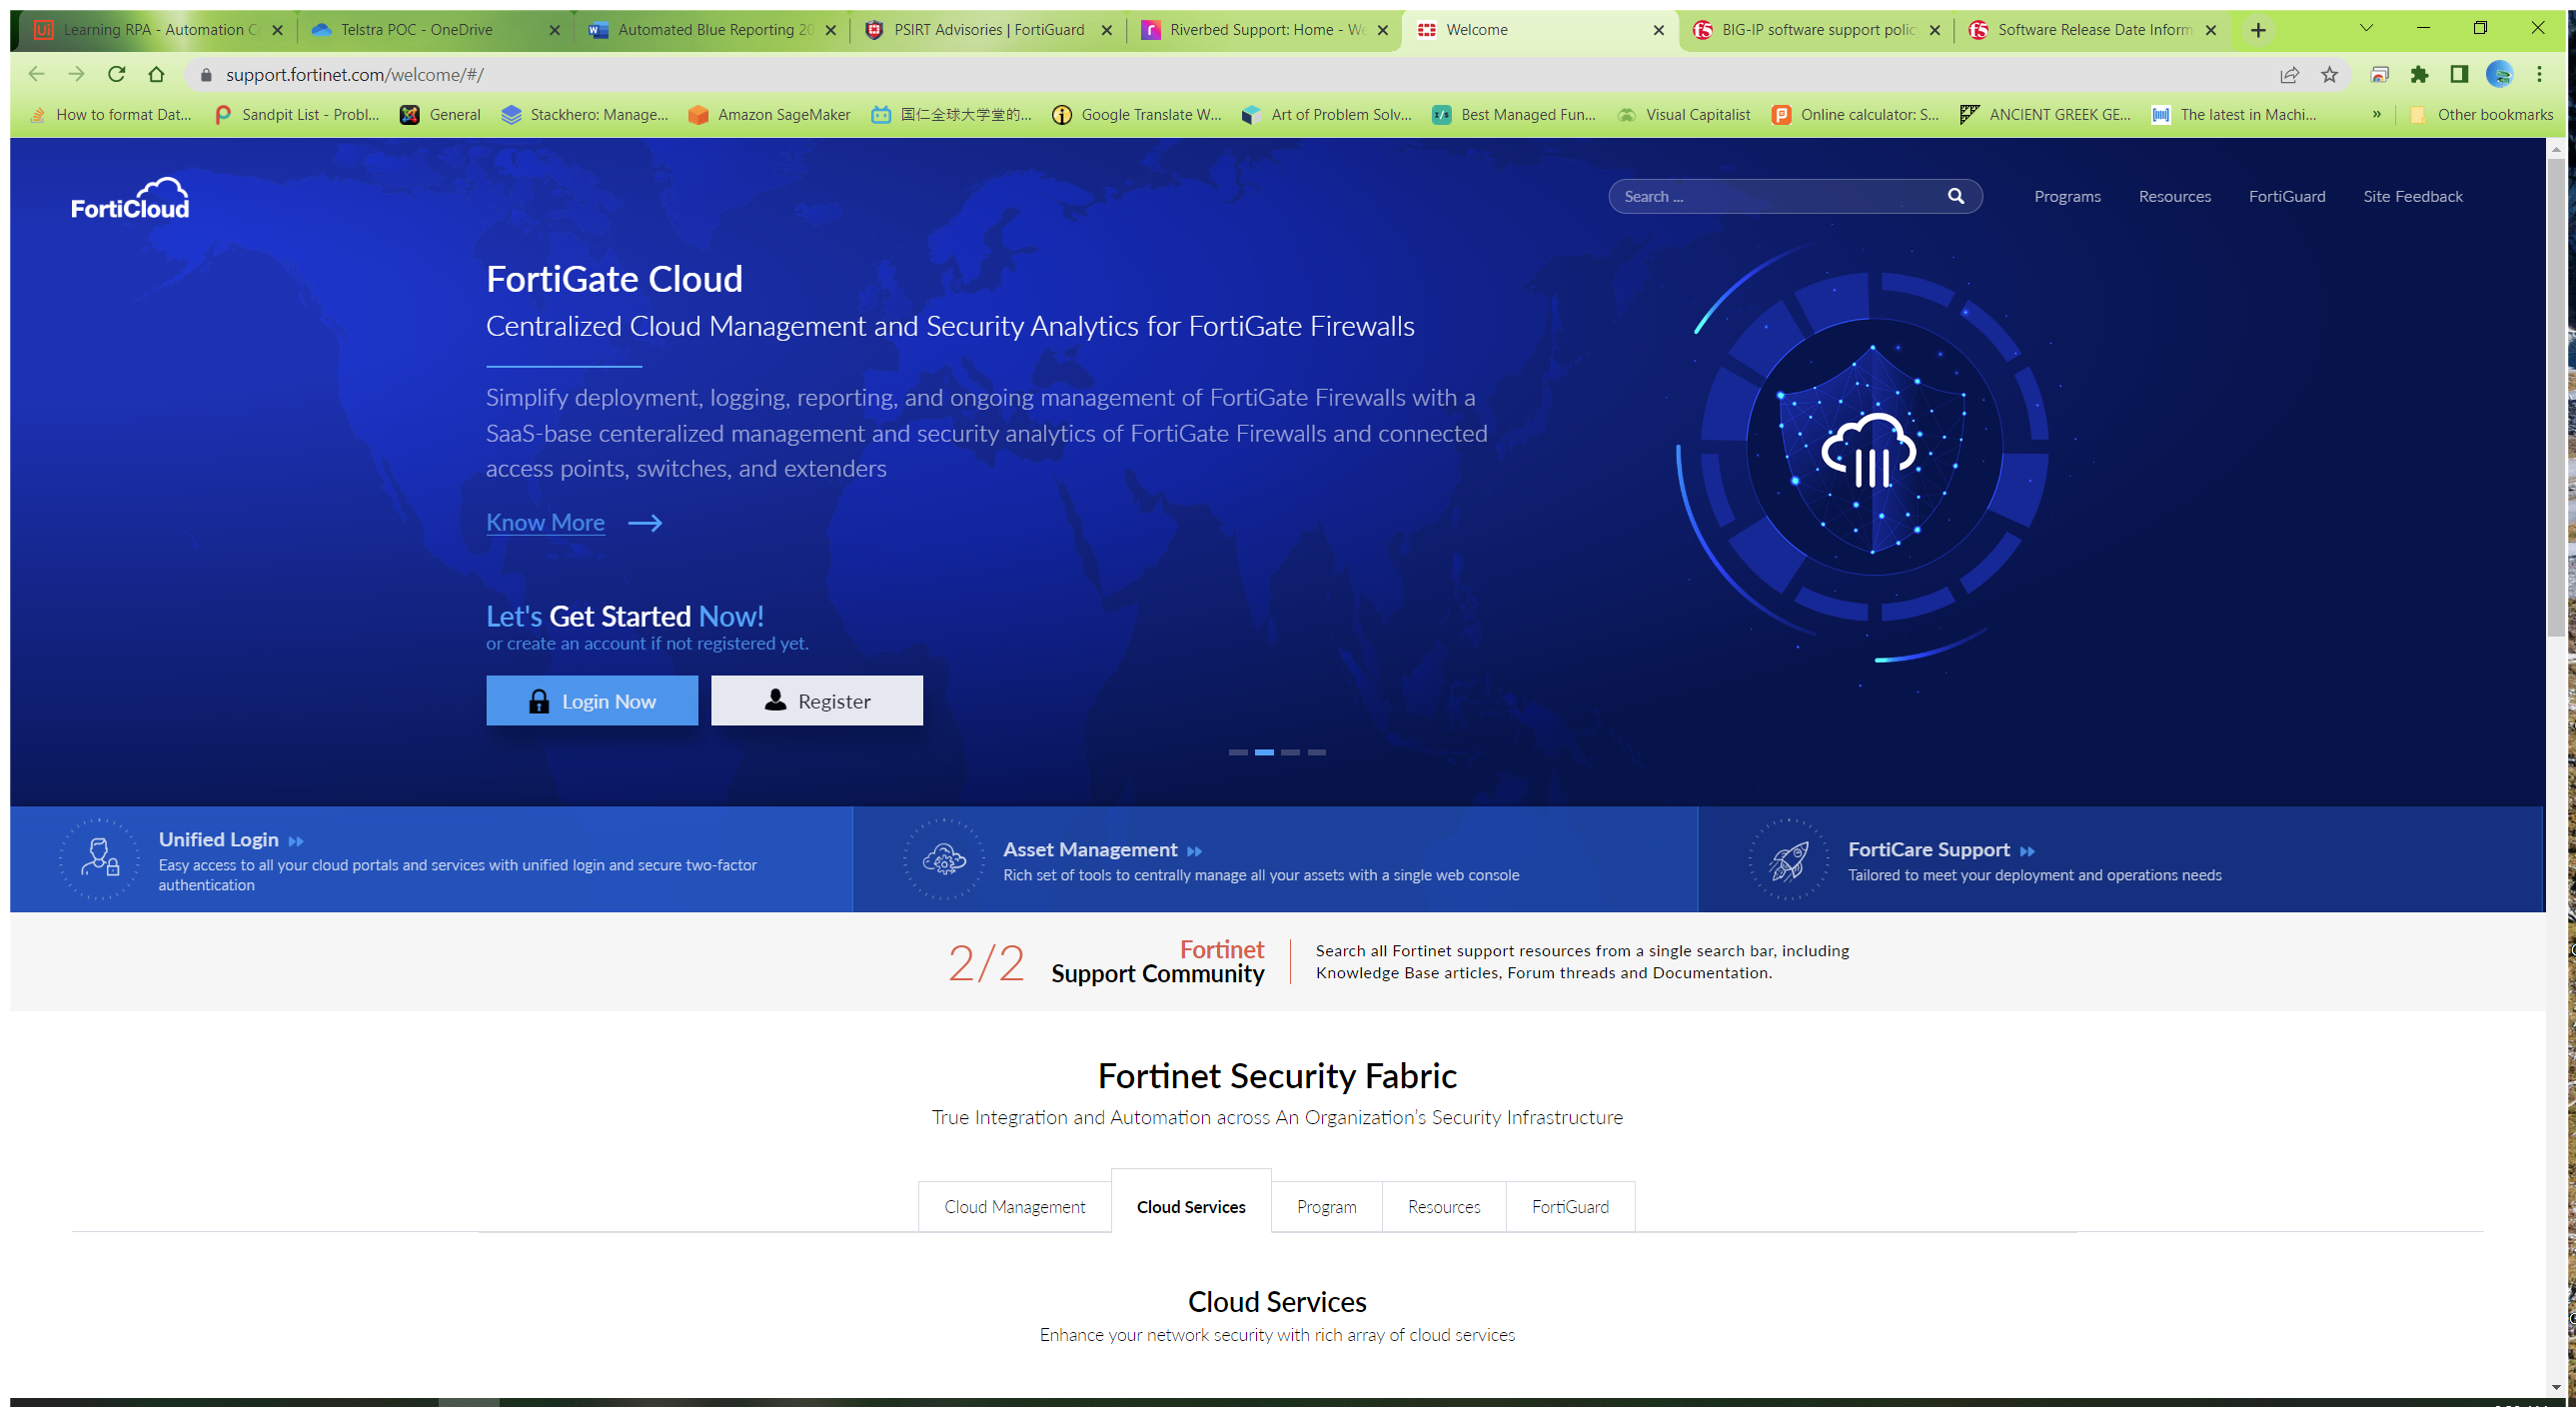 Learning RPA - Automation C
Telstra POC - OneDrive
Automated Blue Reporting 20
PSIRT Advisories | FortiGuard
Riverbed Support: Home - We
Welcome
BIG-IP software support polic
Software Release Date Inform
support.fortinet.com/welcome/#/
How to format Dat...
Sandpit List - Probl...
General
Stackhero: Manage...
Amazon SageMaker
国仁全球大学堂的...
Google Translate W...
Art of Problem Solv...
Best Managed Fun...
Visual Capitalist
Online calculator: S...
ANCIENT GREEK GE...
The latest in Machi...
»
Other bookmarks
FortiCloud
Search ...
Programs
Resources
FortiGuard
Site Feedback
FortiGate Cloud
Centralized Cloud Management and Security Analytics for FortiGate Firewalls
Simplify deployment, logging, reporting, and ongoing management of FortiGate Firewalls with a
SaaS-base centeralized management and security analytics of FortiGate Firewalls and connected
access points, switches, and extenders
Know More
Let's Get Started Now!
or create an account if not registered yet.
Login Now
Register
Unified Login
Easy access to all your cloud portals and services with unified login and secure two-factor
authentication
Asset Management
Rich set of tools to centrally manage all your assets with a single web console
FortiCare Support
Tailored to meet your deployment and operations needs
2/2
Fortinet
Support Community
Search all Fortinet support resources from a single search bar, including
Knowledge Base articles, Forum threads and Documentation.
Fortinet Security Fabric
True Integration and Automation across An Organization's Security Infrastructure
Cloud Management
Cloud Services
Program
Resources
FortiGuard
Cloud Services
Enhance your network security with rich array of cloud services